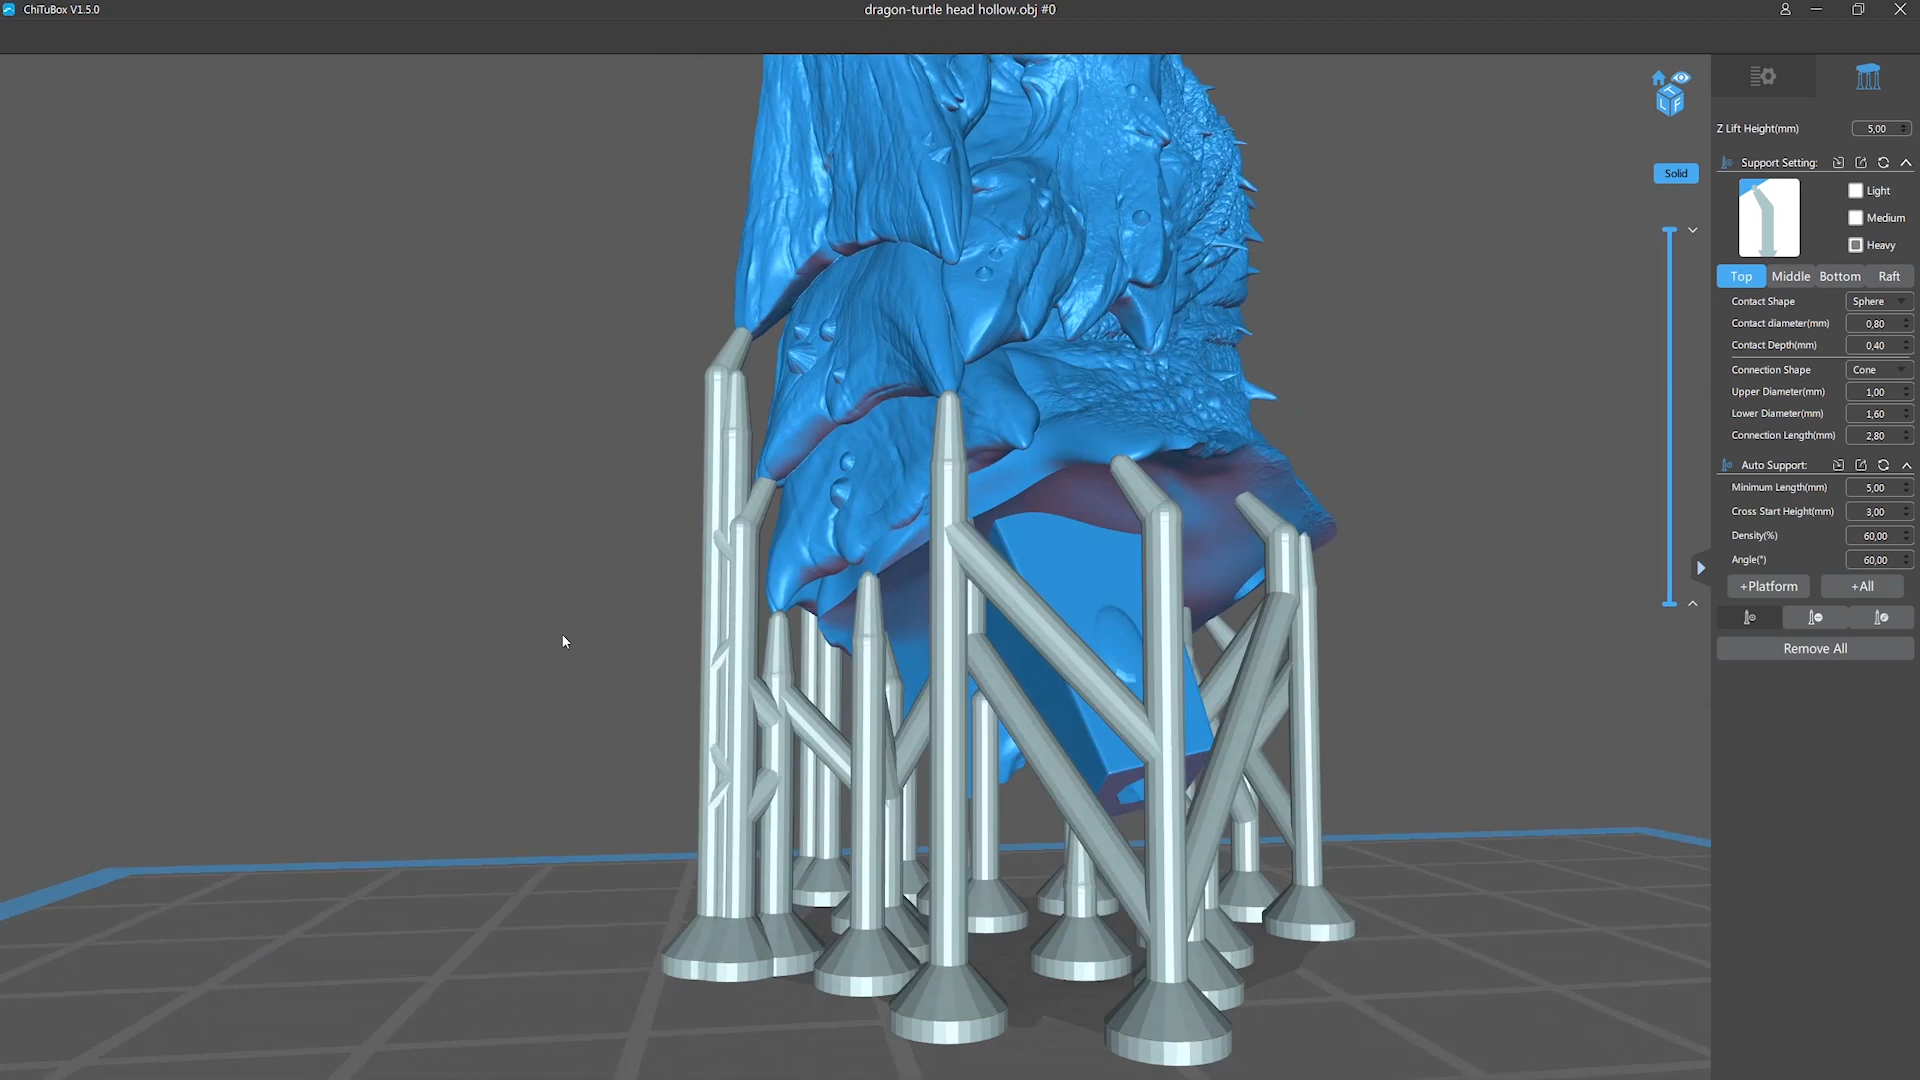 ChiTuBox V1.5.0
dragon-turtle head hollow.obj #0
T
L F
Solid
Z Lift Height(mm) 5,00
Support Setting:
Light
Medium
Heavy
Top Middle Bottom Raft
Contact Shape Sphere
Contact diameter(mm) 0,80
Contact Depth(mm) 0,40
Connection Shape Cone
Upper Diameter(mm) 1,00
Lower Diameter(mm) 1,60
Connection Length(mm) 2,80
Auto Support:
Minimum Length(mm) 5,00
Cross Start Height(mm) 3,00
Density(%) 60,00
Angle(°) 60,00
+Platform +All
Remove All